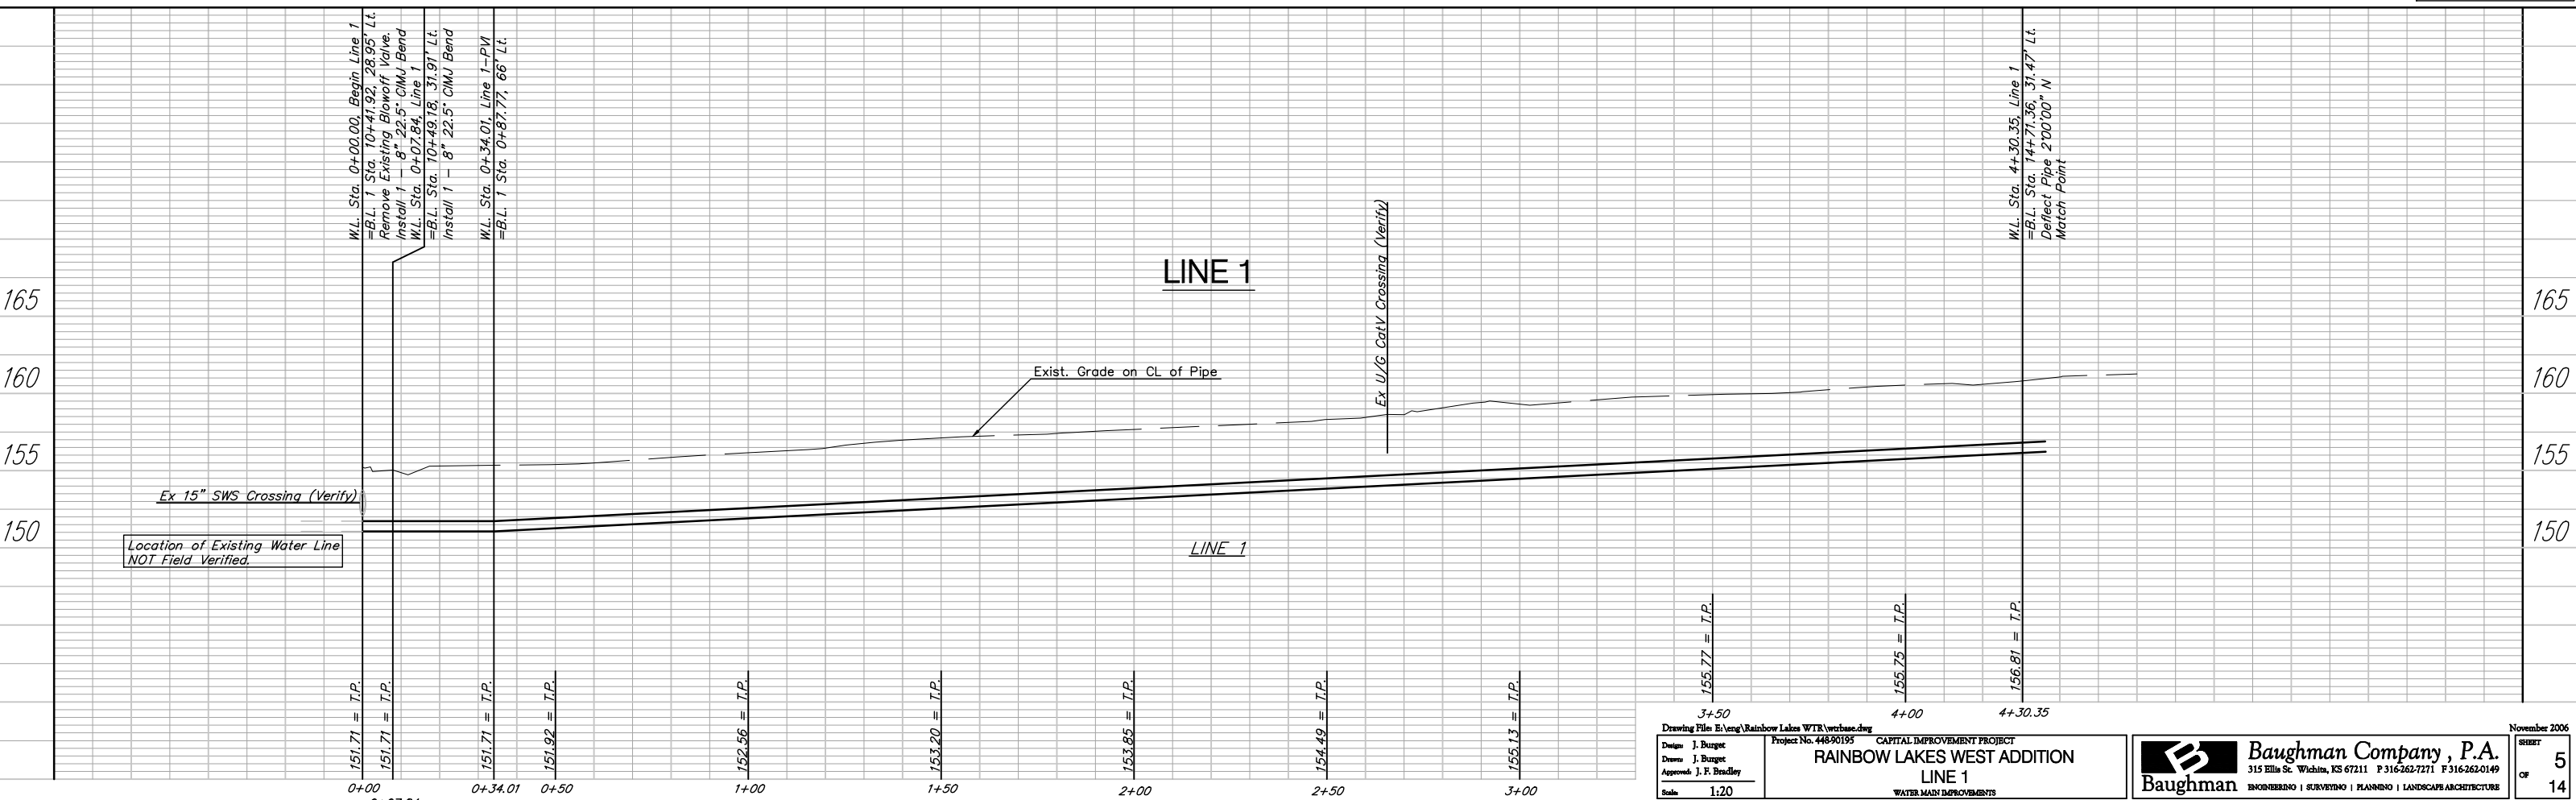 W.L. Sta. 0+00.00, Begin Line 1
=B.L. 1 Sta. 10+41.92, 28.95' Lt.
Remove Existing Blowoff Valve.
Install 1 - 8" 22.5° CIMJ Bend
W.L. Sta. 0+07.84, Line 1
=B.L. Sta. 10+49.18, 31.91' Lt.
Install 1 - 8" 22.5° CIMJ Bend
W.L. Sta. 0+34.01, Line 1-PVI
=B.L. 1 Sta. 0+87.77, 66' Lt.
Ex U/G CatV Crossing (Verify)
W.L. Sta. 4+30.35, Line 1
=B.L. Sta. 14+71.36, 31.47' Lt.
Deflect Pipe 2°00'00" N
Match Point
LINE 1
165
165
160
160
Exist. Grade on CL of Pipe
155
155
Ex 15" SWS Crossing (Verify)
150
150
Location of Existing Water Line
NOT Field Verified.
LINE 1
151.71 = T.P.
151.71 = T.P.
151.71 = T.P.
151.92 = T.P.
152.56 = T.P.
153.20 = T.P.
153.85 = T.P.
154.49 = T.P.
155.13 = T.P.
155.77 = T.P.
155.75 = T.P.
156.81 = T.P.
0+00
0+34.01
0+50
1+00
1+50
2+00
2+50
3+00
3+50
4+00
4+30.35
Drawing File: E:\eng\Rainbow Lakes WTR\wtrbase.dwg
November 2006
Design: J. Burget
Drawn: J. Burget
Approved: J. F. Bradley
Scale: 1:20
Project No. 448-90195 CAPITAL IMPROVEMENT PROJECT
RAINBOW LAKES WEST ADDITION
LINE 1
WATER MAIN IMPROVEMENTS
Baughman
Baughman Company, P.A.
315 Ellis St. Wichita, KS 67211 P 316-262-7271 F 316-262-0149
ENGINEERING | SURVEYING | PLANNING | LANDSCAPE ARCHITECTURE
SHEET
5
OF
14